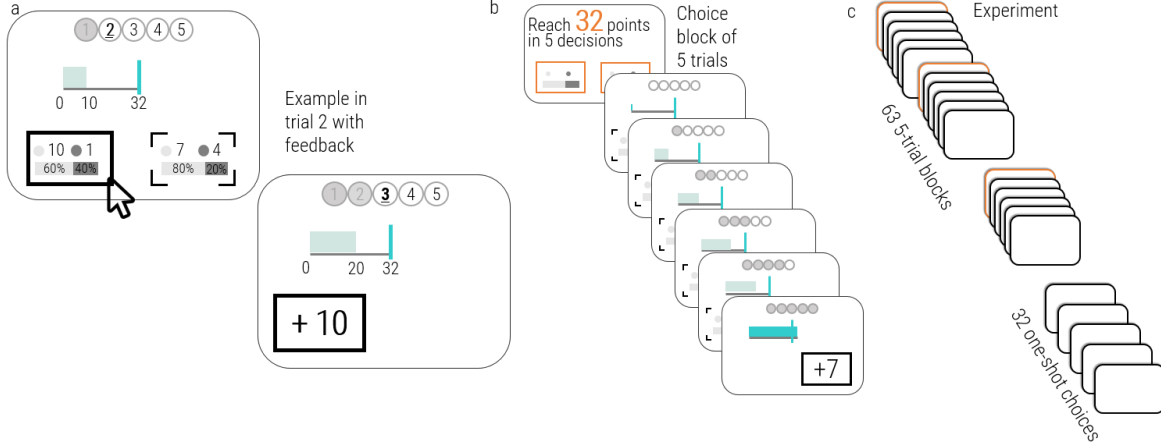 a
1 2 3 4 5
0 10 32
10 1
60% 40%
7 4
80% 20%
Example in
trial 2 with
feedback
1 2 3 4 5
0 20 32
+ 10
b
Reach 32 points
in 5 decisions
Choice
block of
5 trials
+7
c
Experiment
63 5-trial blocks
32 one-shot choices